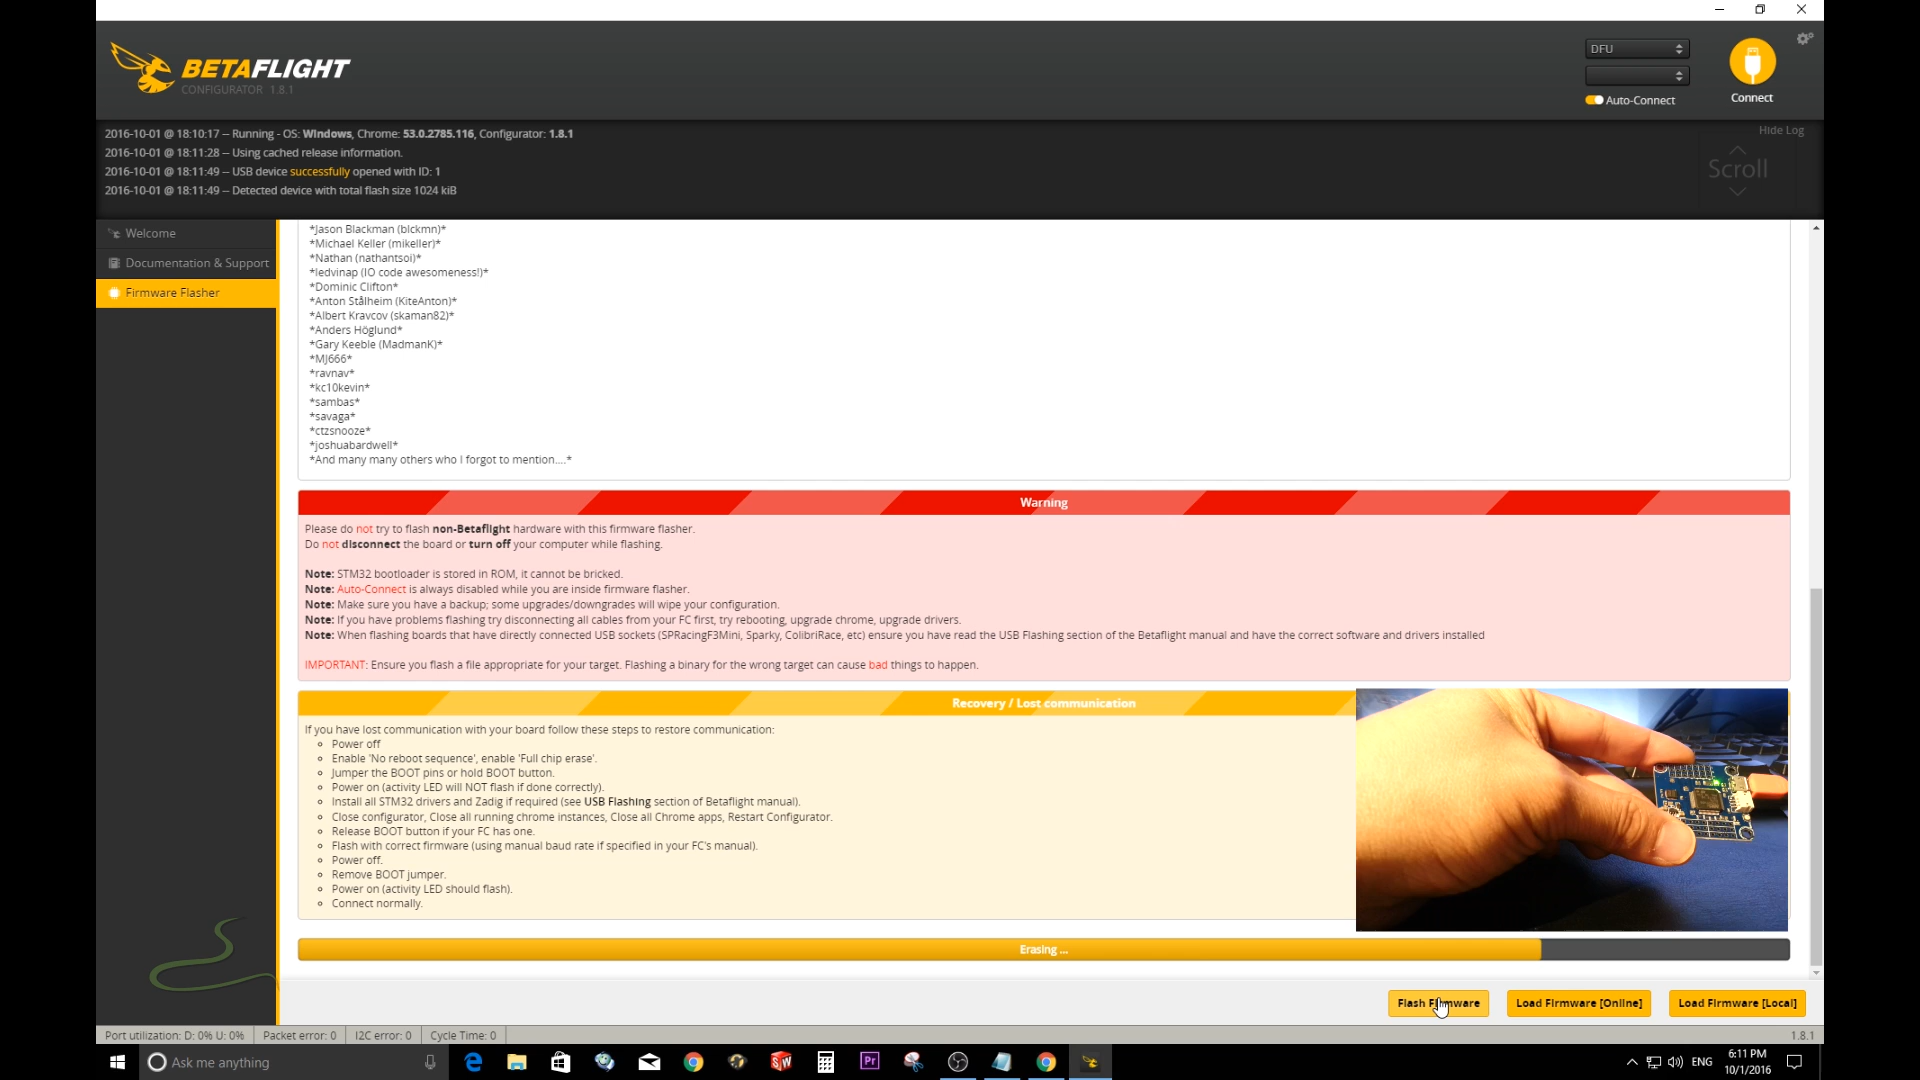 BETAFLIGHT
CONFIGURATOR 1.8.1
DFU
Auto-Connect
Connect
2016-10-01 @ 18:10:17 -- Running - OS: Windows, Chrome: 53.0.2785.116, Configurator: 1.8.1
2016-10-01 @ 18:11:28 -- Using cached release information.
2016-10-01 @ 18:11:49 -- USB device successfully opened with ID: 1
2016-10-01 @ 18:11:49 -- Detected device with total flash size 1024 kiB
Hide Log
Scroll
Welcome
Documentation & Support
Firmware Flasher
*Jason Blackman (blckmn)*
*Michael Keller (mikeller)*
*Nathan (nathantsoi)*
*ledvinap (IO code awesomeness!)*
*Dominic Clifton*
*Anton Stålheim (KiteAnton)*
*Albert Kravcov (skaman82)*
*Anders Höglund*
*Gary Keeble (MadmanK)*
*MJ666*
*ravnav*
*kc10kevin*
*sambas*
*savaga*
*ctzsnooze*
*joshuabardwell*
*And many many others who I forgot to mention....*
Warning
Please do not try to flash non-Betaflight hardware with this firmware flasher.
Do not disconnect the board or turn off your computer while flashing.
Note: STM32 bootloader is stored in ROM, it cannot be bricked.
Note: Auto-Connect is always disabled while you are inside firmware flasher.
Note: Make sure you have a backup; some upgrades/downgrades will wipe your configuration.
Note: If you have problems flashing try disconnecting all cables from your FC first, try rebooting, upgrade chrome, upgrade drivers.
Note: When flashing boards that have directly connected USB sockets (SPRacingF3Mini, Sparky, ColibriRace, etc) ensure you have read the USB Flashing section of the Betaflight manual and have the correct software and drivers installed
IMPORTANT: Ensure you flash a file appropriate for your target. Flashing a binary for the wrong target can cause bad things to happen.
Recovery / Lost communication
If you have lost communication with your board follow these steps to restore communication:
Power off
Enable 'No reboot sequence', enable 'Full chip erase'.
Jumper the BOOT pins or hold BOOT button.
Power on (activity LED will NOT flash if done correctly).
Install all STM32 drivers and Zadig if required (see USB Flashing section of Betaflight manual).
Close configurator, Close all running chrome instances, Close all Chrome apps, Restart Configurator.
Release BOOT button if your FC has one.
Flash with correct firmware (using manual baud rate if specified in your FC's manual).
Power off.
Remove BOOT jumper.
Power on (activity LED should flash).
Connect normally.
Erasing ...
Flash Firmware
Load Firmware [Online]
Load Firmware [Local]
Port utilization: D: 0% U: 0%
Packet error: 0
I2C error: 0
Cycle Time: 0
1.8.1
Ask me anything
SW
Pr
ENG
6:11 PM
10/1/2016